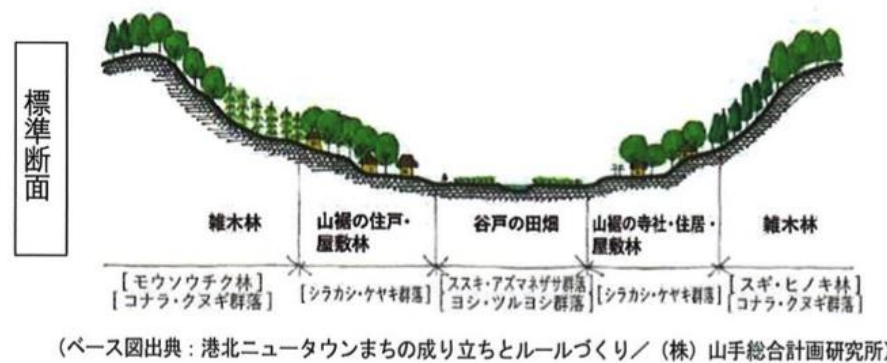 標準断面
雑木林
山裾の住戸・
屋敷林
谷戸の田畑
山裾の寺社・住居・
屋敷林
雑木林
[モウソウチク林]
[コナラ・クヌギ群落]
[シラカシ・ケヤキ群落]
[ススキ・アズマネザサ群落]
[ヨシ・ツルヨシ群落]
[シラカシ・ケヤキ群落]
[スギ・ヒノキ林]
[コナラ・クヌギ群落]
(ベース図出典:港北ニュータウンまちの成り立ちとルールづくり/(株)山手総合計画研究所)